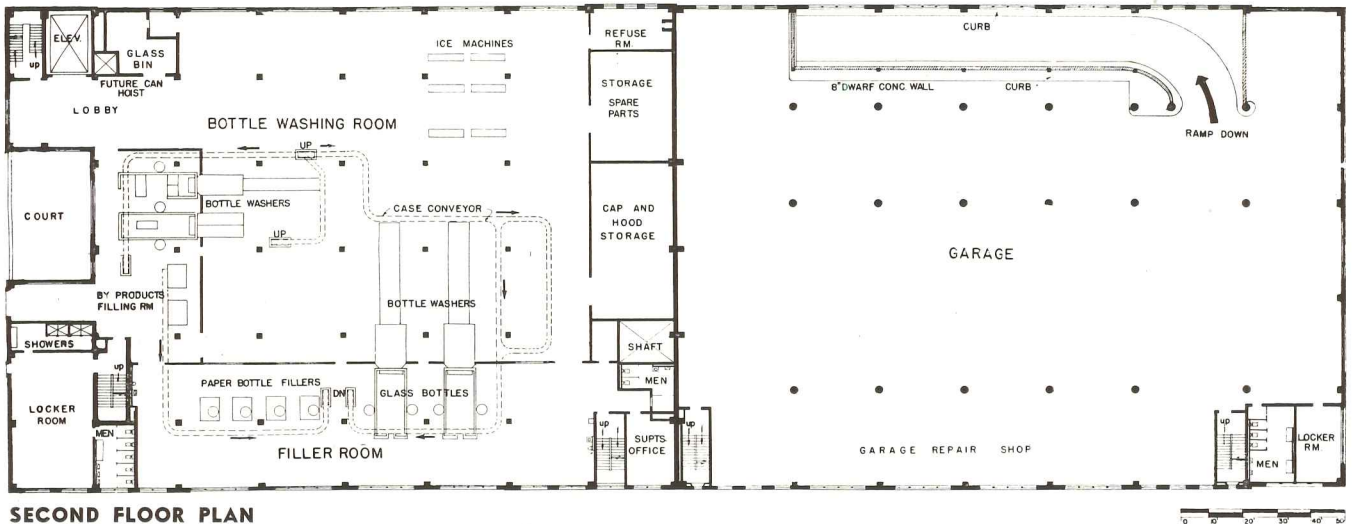 ELEV.
up
GLASS
BIN
FUTURE CAN
HOIST
LOBBY
ICE MACHINES
REFUSE
RM.
STORAGE
SPARE
PARTS
CURB
8" DWARF CONC. WALL
CURB
RAMP DOWN
BOTTLE WASHING ROOM
UP
BOTTLE WASHERS
CASE CONVEYOR
COURT
UP
CAP AND
HOOD
STORAGE
GARAGE
BY PRODUCTS
FILLING RM
BOTTLE WASHERS
SHOWERS
SHAFT
up
PAPER BOTTLE FILLERS
DN
GLASS BOTTLES
MEN
LOCKER
ROOM
MEN
FILLER ROOM
up
SUPTS.
OFFICE
up
GARAGE REPAIR SHOP
up
MEN
LOCKER
RM.
SECOND FLOOR PLAN
0 10' 20' 30' 40' 50'